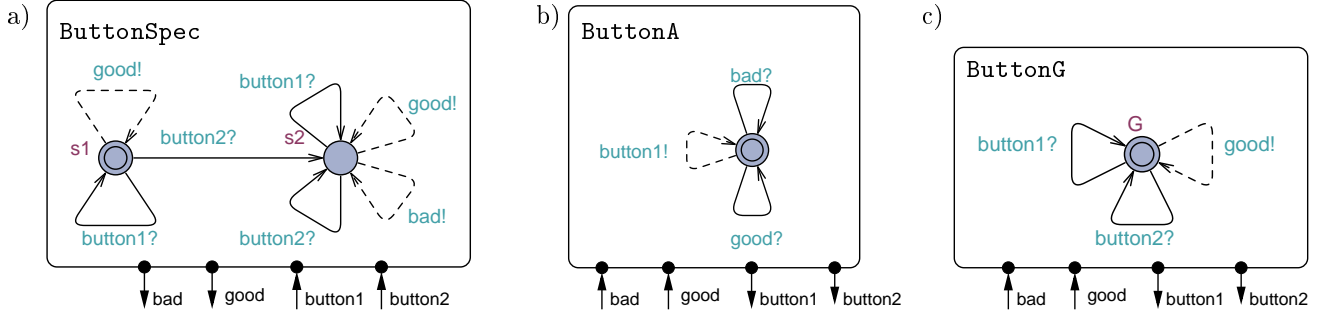 a)
ButtonSpec
good!
s1
button2?
button1?
button1?
s2
good!
bad!
button2?
bad
good
button1
button2
b)
ButtonA
bad?
button1!
good?
bad
good
button1
button2
c)
ButtonG
G
button1?
good!
button2?
bad
good
button1
button2